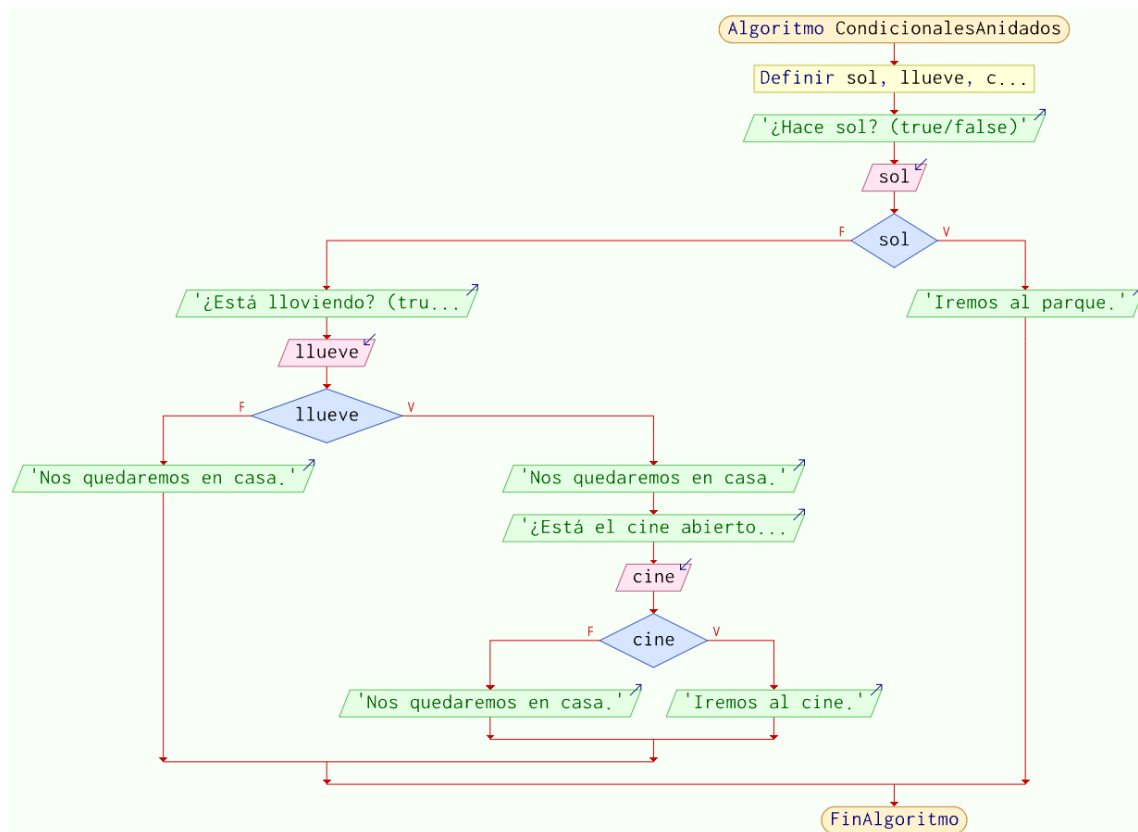 Algoritmo CondicionalesAnidados
Definir sol, llueve, c...
'¿Hace sol? (true/false)'
sol
F
sol
V
'¿Está lloviendo? (tru...
'Iremos al parque.'
llueve
F
llueve
V
'Nos quedaremos en casa.'
'Nos quedaremos en casa.'
'¿Está el cine abierto...
cine
F
cine
V
'Nos quedaremos en casa.'
'Iremos al cine.'
FinAlgoritmo